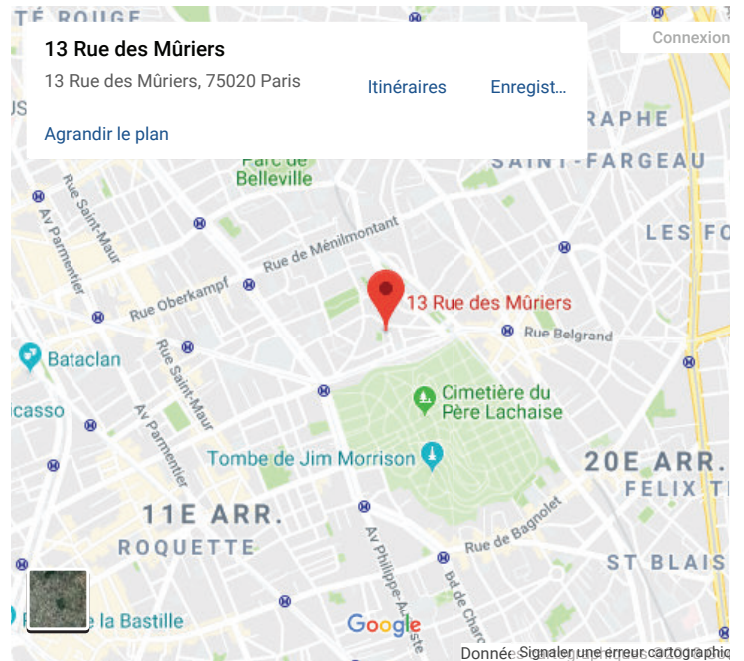 TÉ ROUGE
13 Rue des Mûriers
Connexion
13 Rue des Mûriers, 75020 Paris
Itinéraires
Enregist...
Agrandir le plan
RAPHE
SAINT-FARGEAU
Parc de
Belleville
Rue Saint-Maur
Av Parmentier
Rue de Ménilmontant
LES FO
Rue Oberkampf
13 Rue des Mûriers
Rue Belgrand
Bataclan
Rue Saint-Maur
icasso
Cimetière du
Père Lachaise
Av Parmentier
Tombe de Jim Morrison
20E ARR.
FELIX T
11E ARR.
ROQUETTE
Rue de Bagnolet
ST BLAIS
Av Philippe-Auguste
Bd de Charo
e la Bastille
Google
Donnée
Signaler une erreur cartographiq